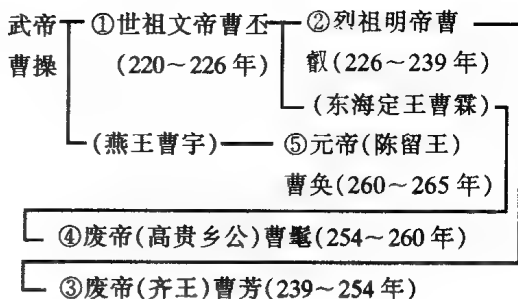 武帝 ①世祖文帝曹丕 ②烈祖明帝曹
曹操 (220～226年) 叡(226～239年)
(东海定王曹霖)
(燕王曹宇) ⑤元帝(陈留王)
曹奂(260～265年)
④废帝(高贵乡公)曹髦(254～260年)
③废帝(齐王)曹芳(239～254年)